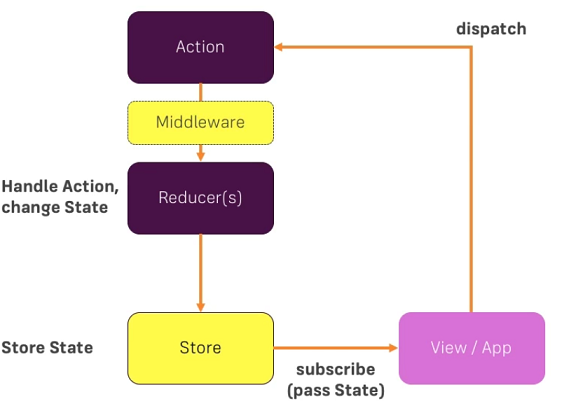 dispatch
Action
Middleware
Handle Action,
change State
Reducer(s)
Store State
Store
View / App
subscribe
(pass State)